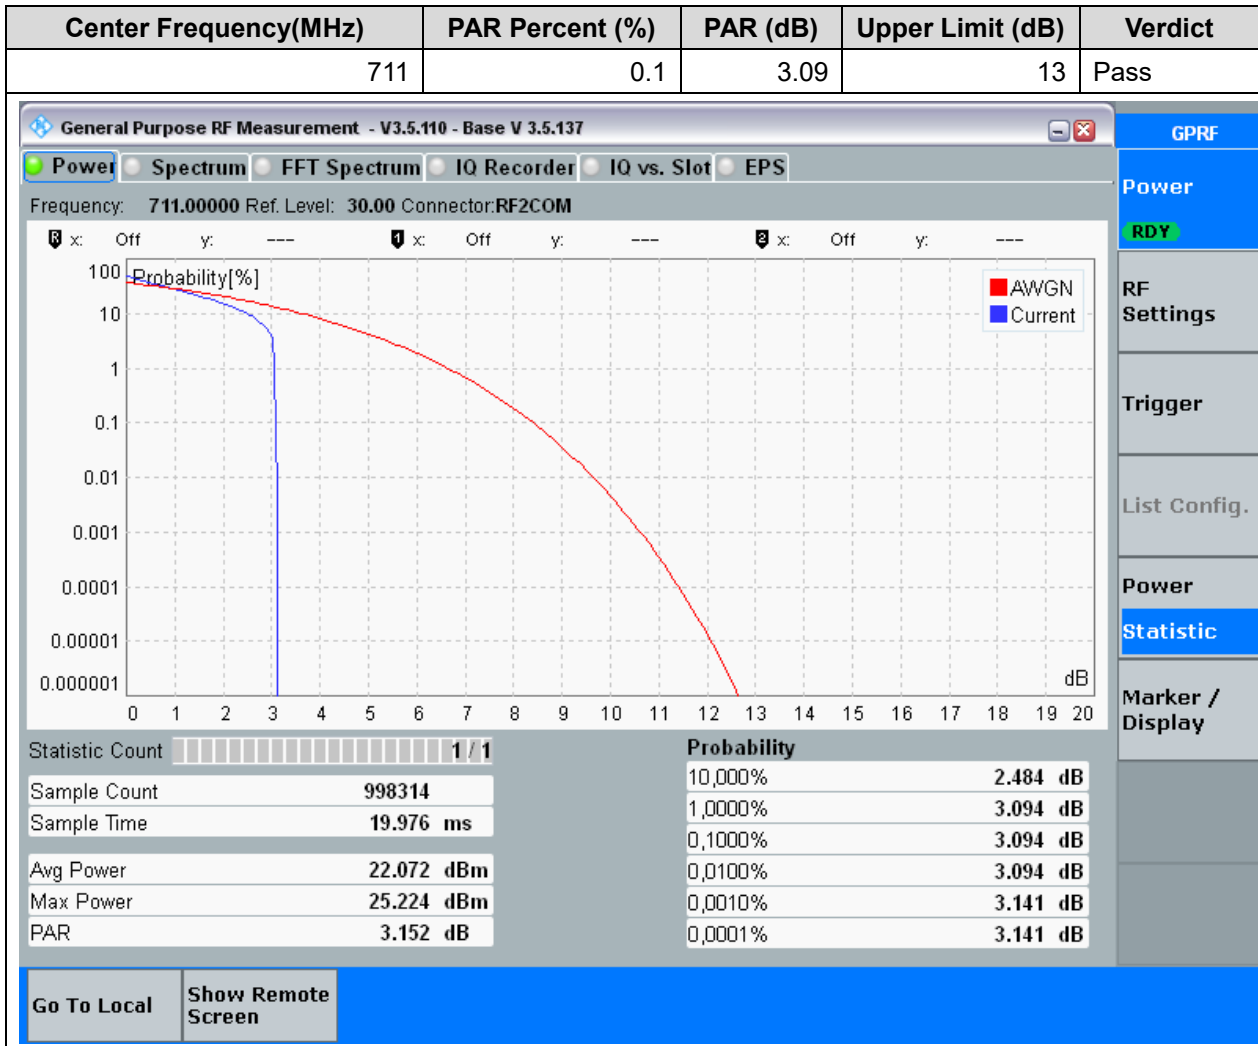 Center Frequency(MHz) PAR Percent (%) PAR (dB) Upper Limit (dB) Verdict
711 0.1 3.09 13 Pass
General Purpose RF Measurement - V3.5.110 - Base V 3.5.137
Power Spectrum FFT Spectrum IQ Recorder IQ vs. Slot EPS
Frequency: 711.00000 Ref. Level: 30.00 Connector:RF2COM
R x: Off y: --- 1 x: Off y: --- 2 x: Off y: ---
Probability[%]
100
10
1
0.1
0.01
0.001
0.0001
0.00001
0.000001
AWGN
Current
dB
0 1 2 3 4 5 6 7 8 9 10 11 12 13 14 15 16 17 18 19 20
Statistic Count 1 / 1
Sample Count 998314
Sample Time 19.976 ms
Avg Power 22.072 dBm
Max Power 25.224 dBm
PAR 3.152 dB
Probability
10,000% 2.484 dB
1,0000% 3.094 dB
0,1000% 3.094 dB
0,0100% 3.094 dB
0,0010% 3.141 dB
0,0001% 3.141 dB
GPRF
Power
RDY
RF
Settings
Trigger
List Config.
Power
Statistic
Marker /
Display
Go To Local
Show Remote
Screen